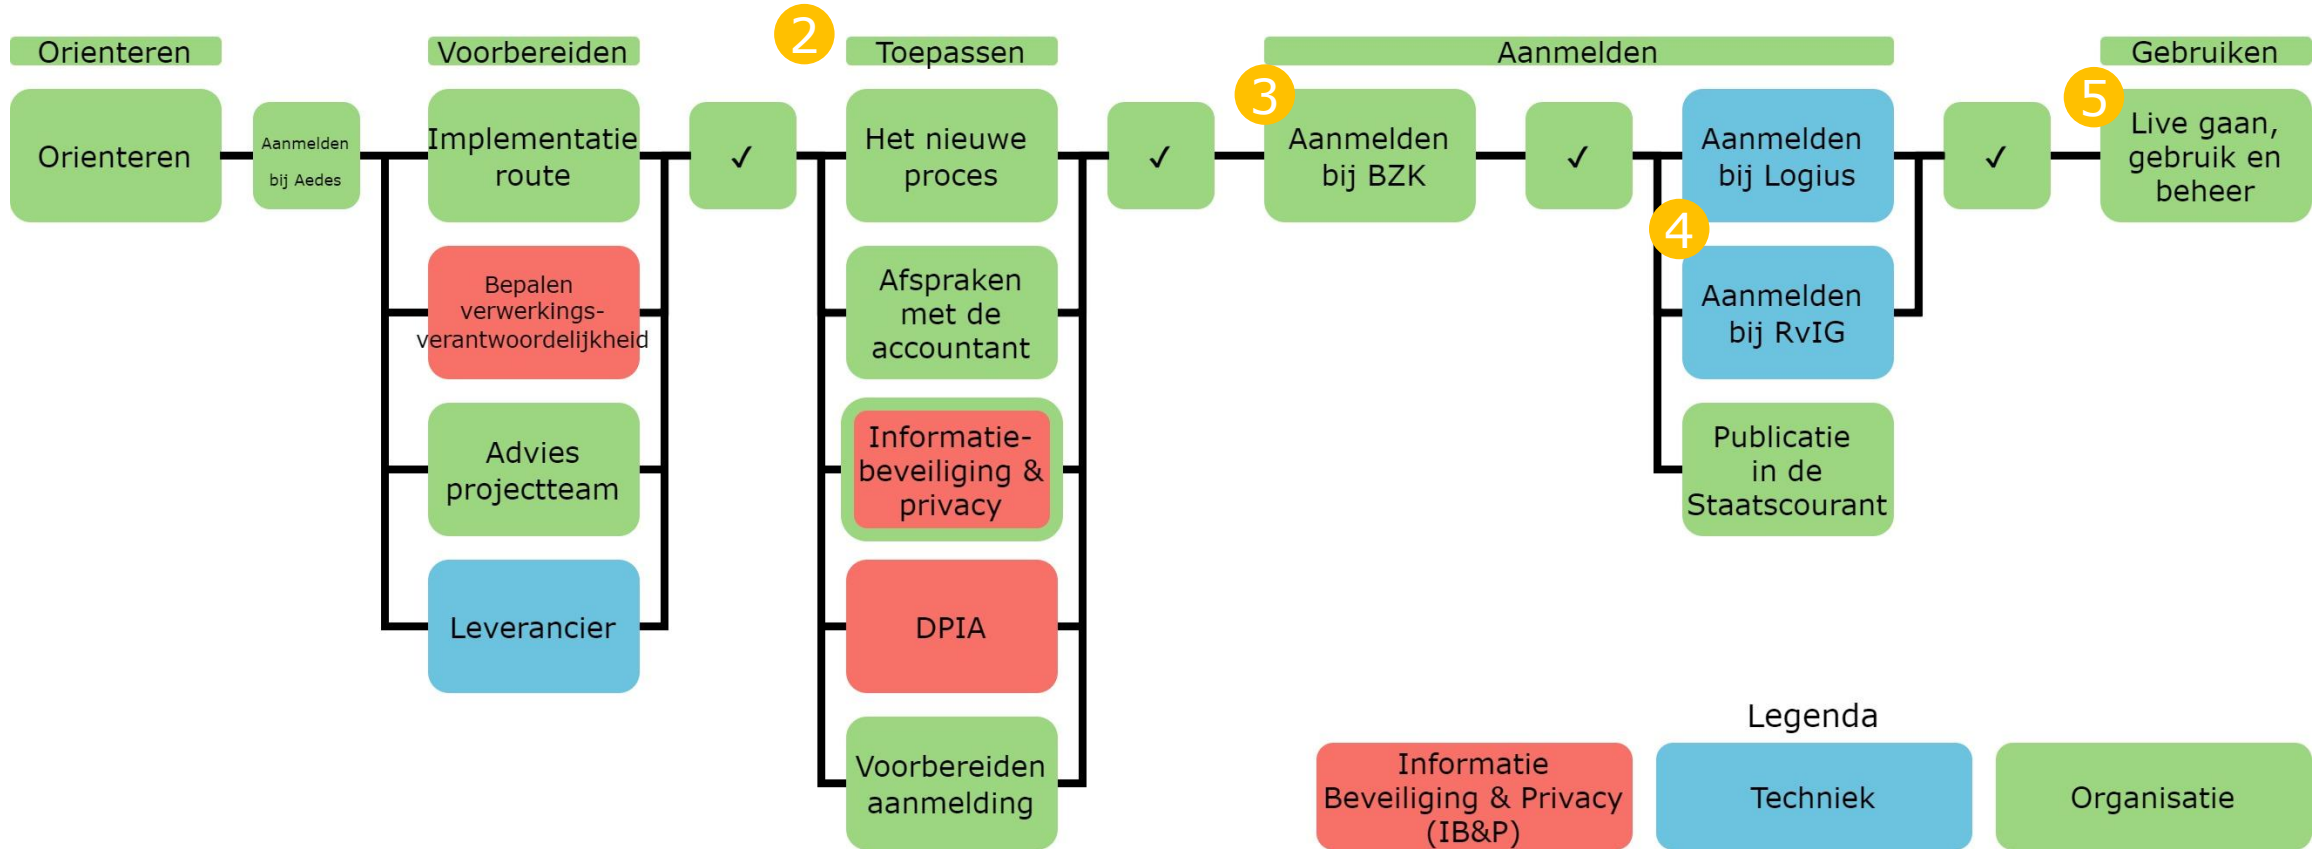 Orienteren
Voorbereiden
2
Toepassen
Aanmelden
Gebruiken
Orienteren
Aanmelden
bij Aedes
Implementatie
route
✓
Het nieuwe
proces
✓
3
Aanmelden
bij BZK
✓
Aanmelden
bij Logius
✓
5
Live gaan,
gebruik en
beheer
Bepalen
verwerkings-
verantwoordelijkheid
Afspraken
met de
accountant
4
Aanmelden
bij RvIG
Advies
projectteam
Informatie-
beveiliging &
privacy
Publicatie
in de
Staatscourant
Leverancier
DPIA
Voorbereiden
aanmelding
Legenda
Informatie
Beveiliging & Privacy
(IB&P)
Techniek
Organisatie